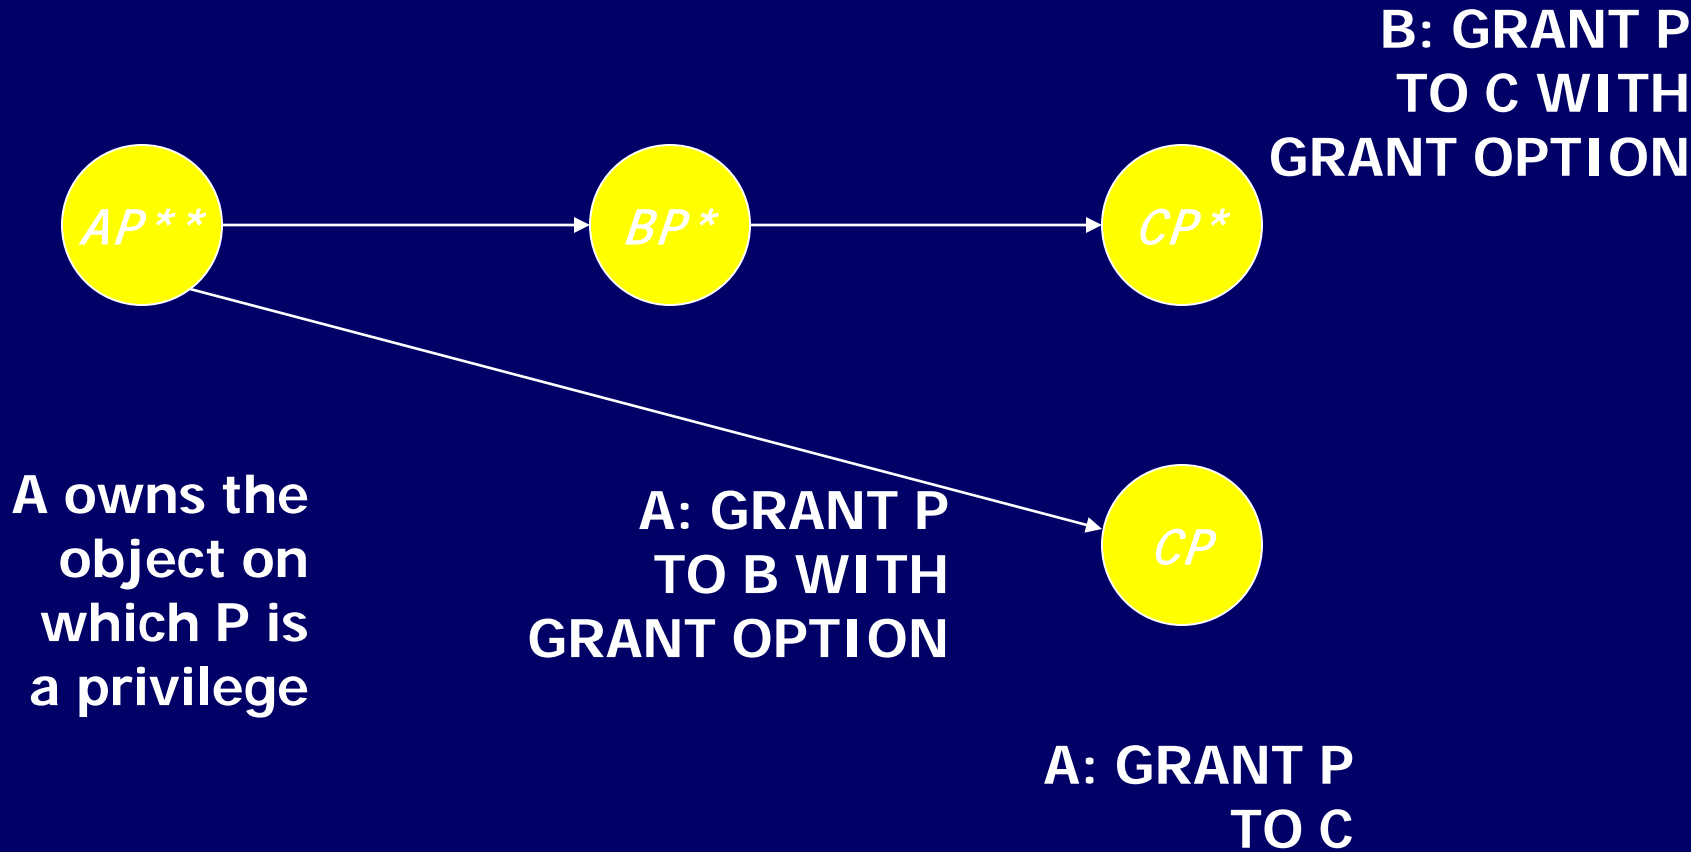 B: GRANT P
TO C WITH
GRANT OPTION
AP**
BP*
CP*
A owns the
object on
which P is
a privilege
A: GRANT P
TO B WITH
GRANT OPTION
CP
A: GRANT P
TO C